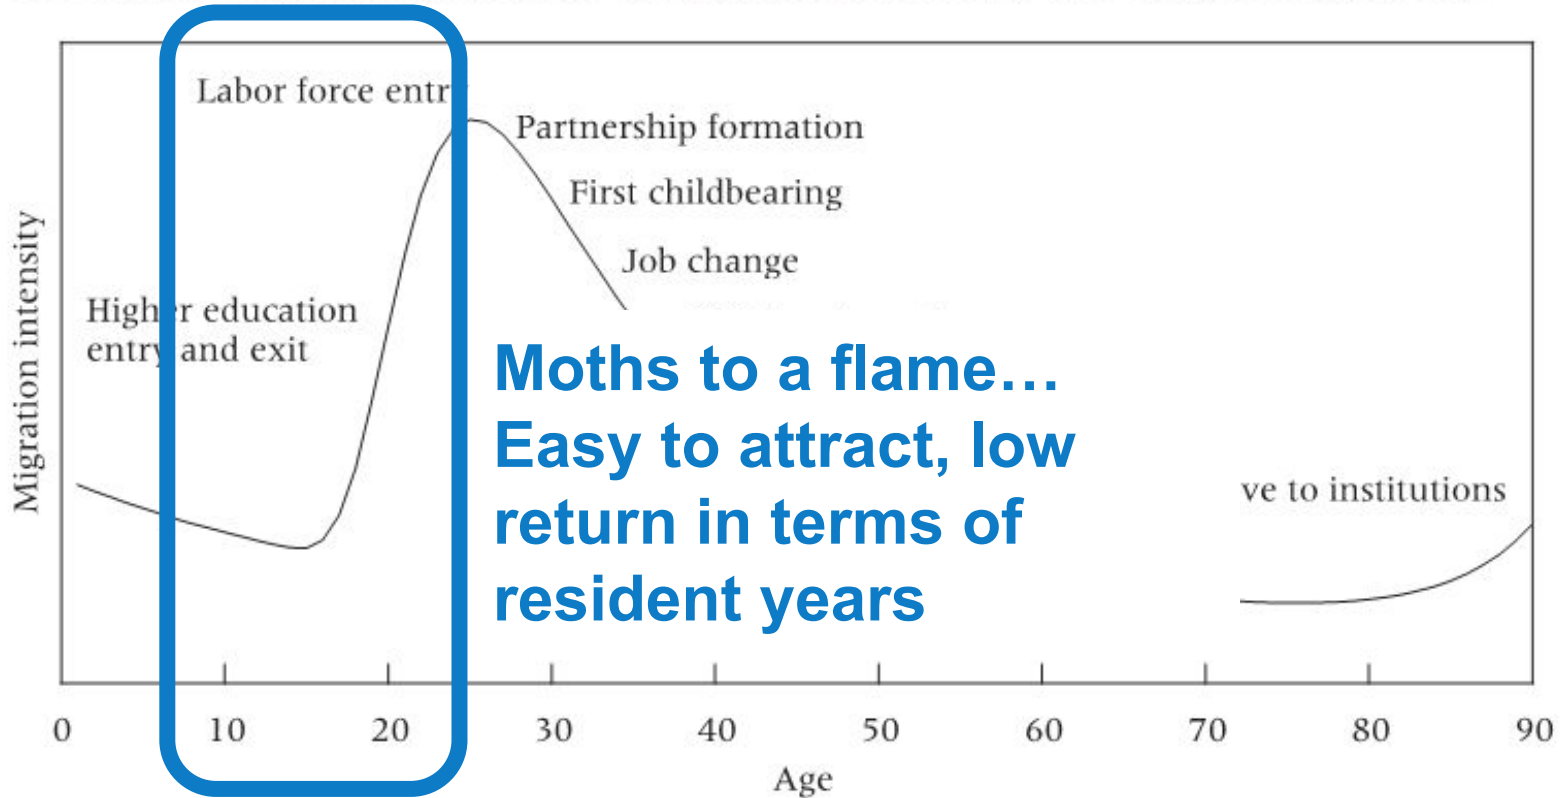 Labor force entry
Partnership formation
First childbearing
Job change
Higher education
entry and exit
Migration intensity
Moths to a flame…
Easy to attract, low
return in terms of
resident years
ve to institutions
0 10 20 30 40 50 60 70 80 90
Age